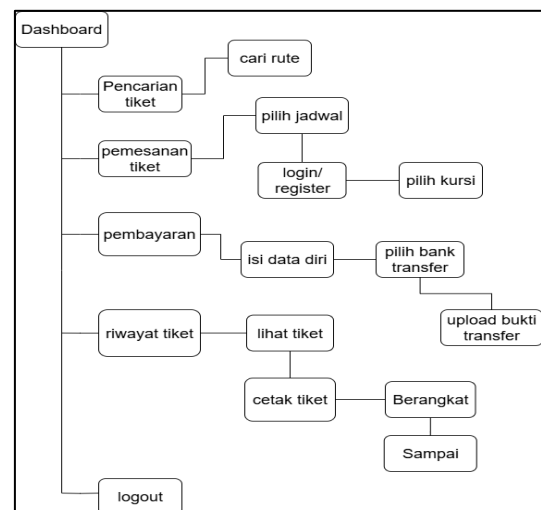 Dashboard
cari rute
Pencarian
tiket
pilih jadwal
pemesanan
tiket
login/
register
pilih kursi
pembayaran
isi data diri
pilih bank
transfer
upload bukti
transfer
riwayat tiket
lihat tiket
cetak tiket
Berangkat
Sampai
logout